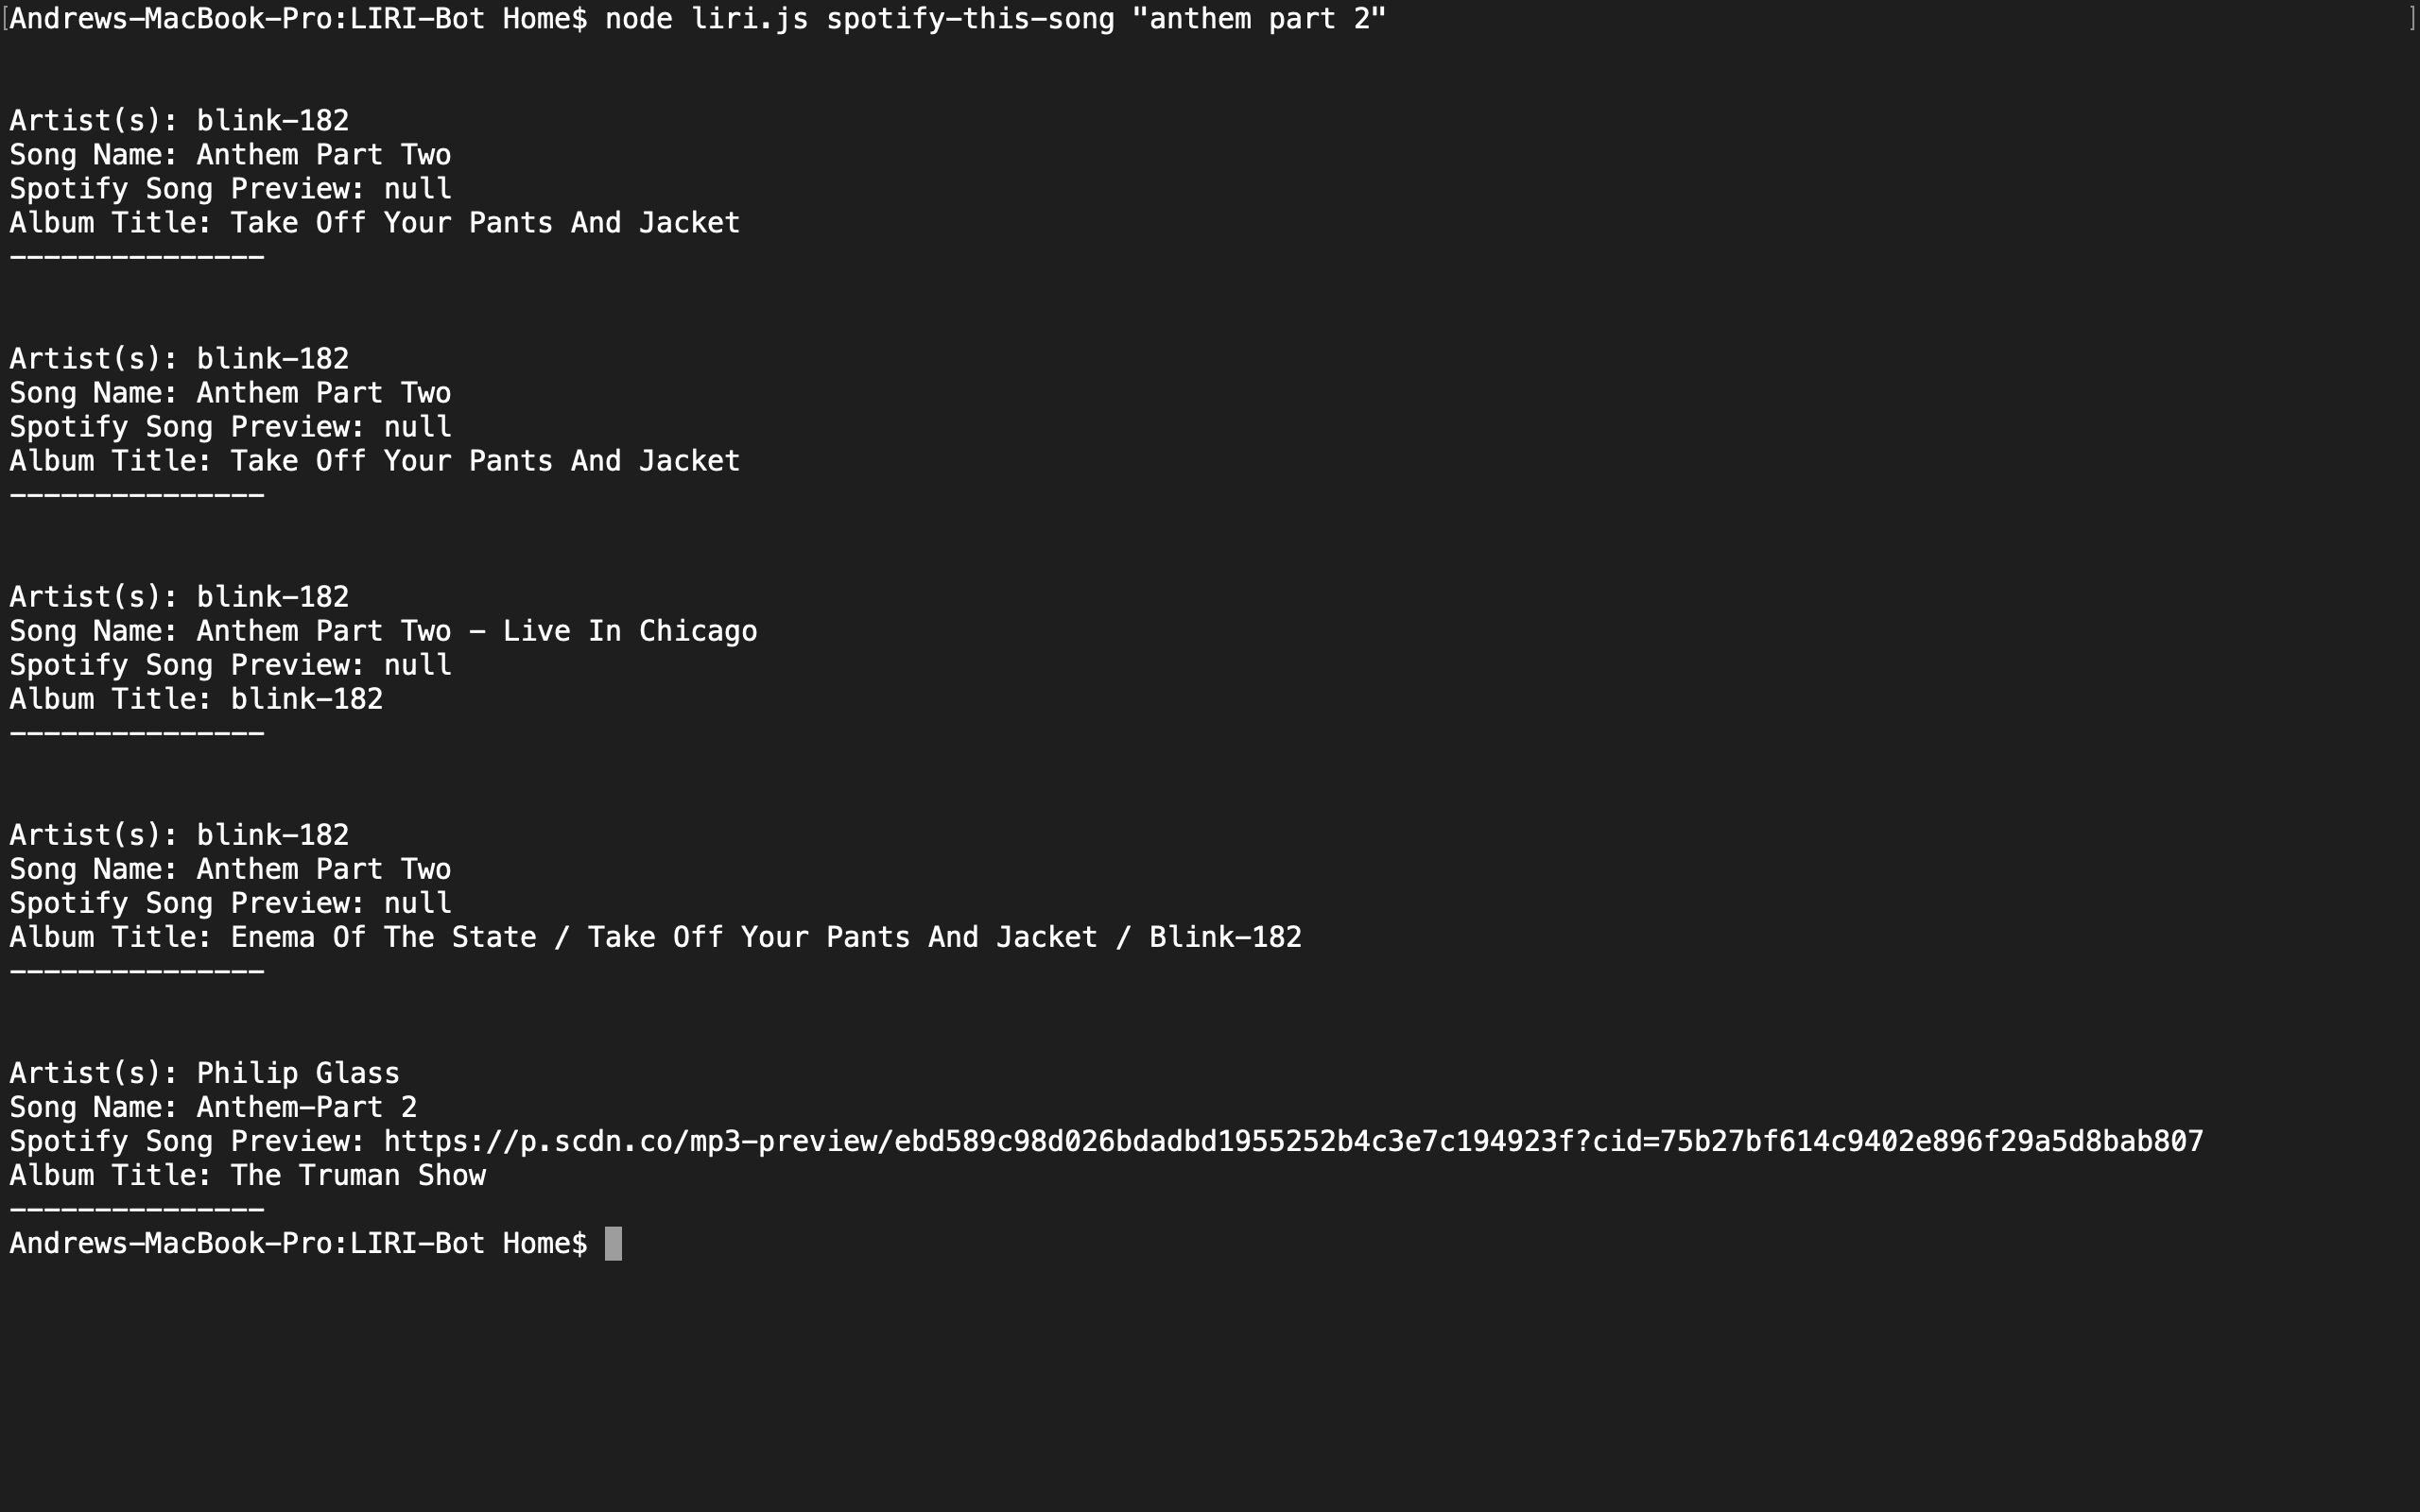 [Andrews-MacBook-Pro:LIRI-Bot Home$ node liri.js spotify-this-song "anthem part 2" ]
Artist(s): blink-182
Song Name: Anthem Part Two
Spotify Song Preview: null
Album Title: Take Off Your Pants And Jacket
---------------
Artist(s): blink-182
Song Name: Anthem Part Two
Spotify Song Preview: null
Album Title: Take Off Your Pants And Jacket
---------------
Artist(s): blink-182
Song Name: Anthem Part Two - Live In Chicago
Spotify Song Preview: null
Album Title: blink-182
---------------
Artist(s): blink-182
Song Name: Anthem Part Two
Spotify Song Preview: null
Album Title: Enema Of The State / Take Off Your Pants And Jacket / Blink-182
---------------
Artist(s): Philip Glass
Song Name: Anthem-Part 2
Spotify Song Preview: https://p.scdn.co/mp3-preview/ebd589c98d026bdadbd1955252b4c3e7c194923f?cid=75b27bf614c9402e896f29a5d8bab807
Album Title: The Truman Show
---------------
Andrews-MacBook-Pro:LIRI-Bot Home$